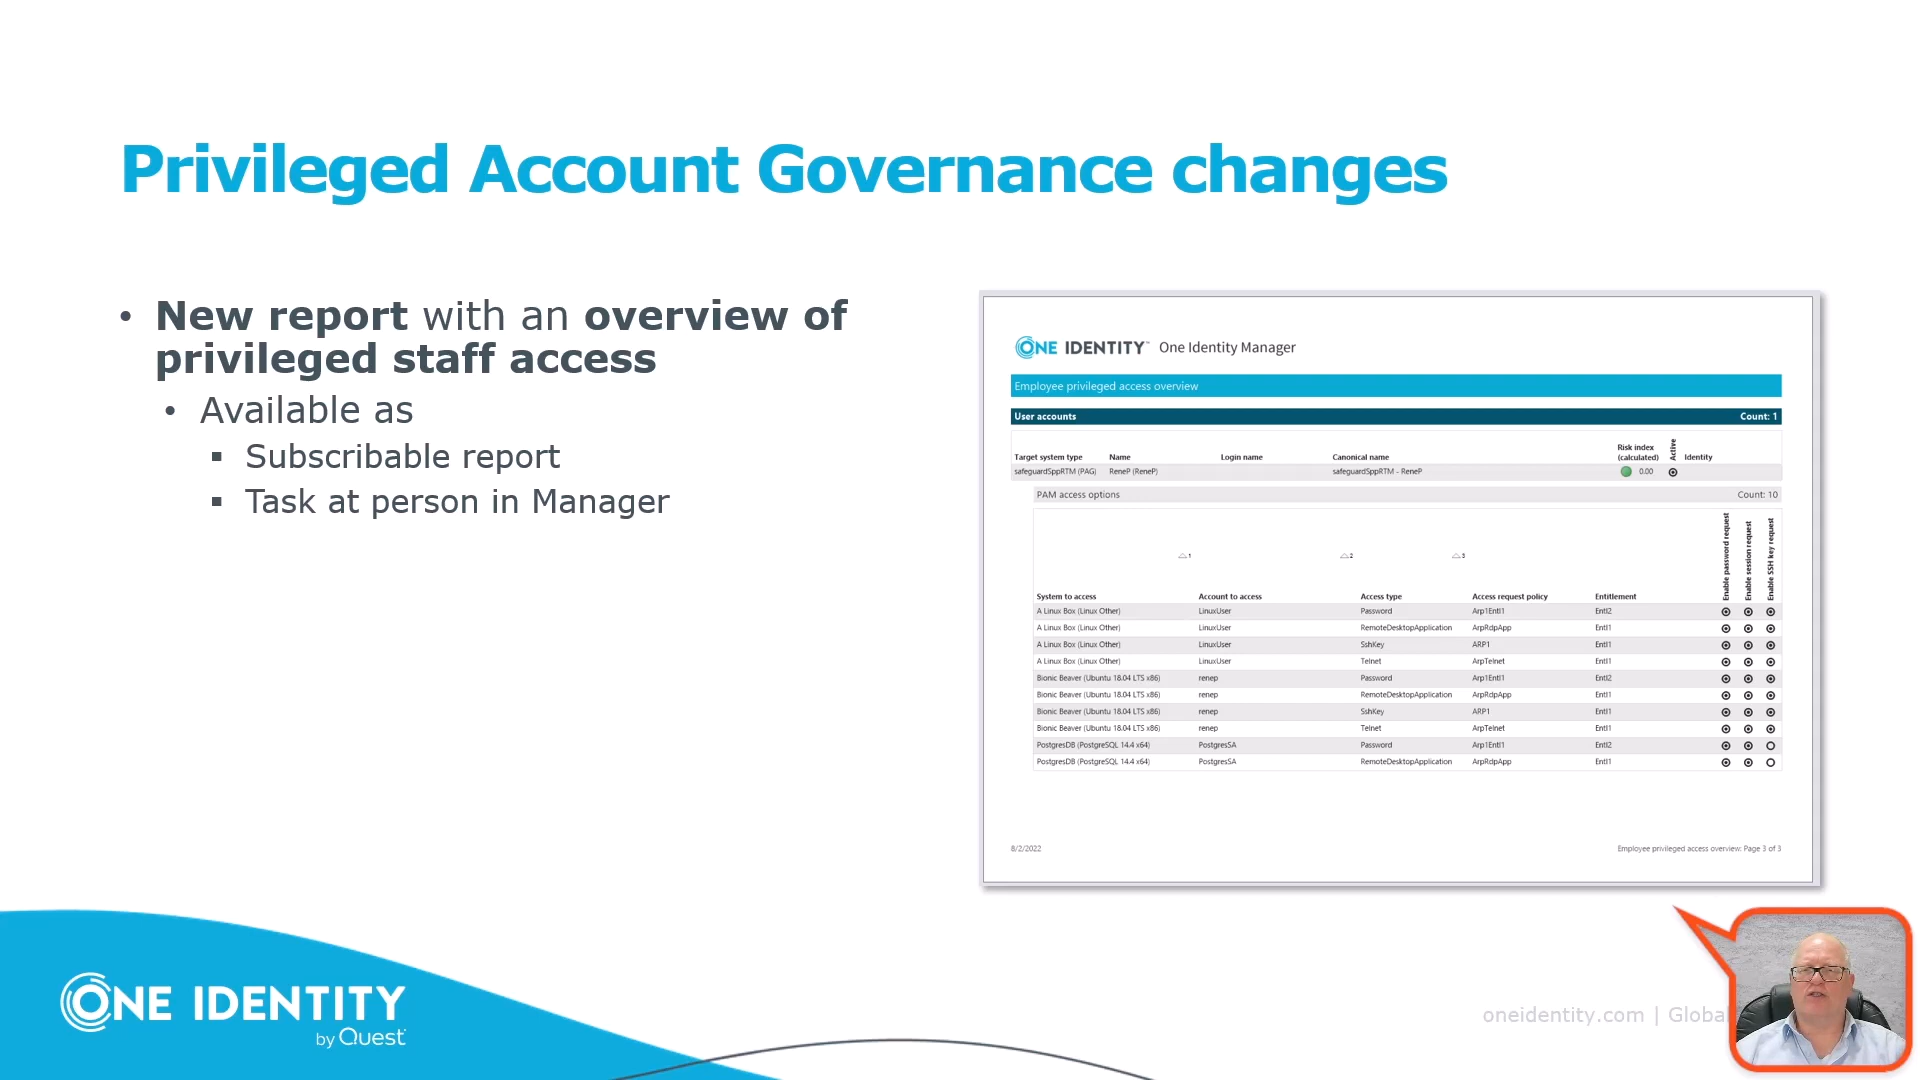 Privileged Account Governance changes
• New report with an overview of
privileged staff access
• Available as
▪ Subscribable report
▪ Task at person in Manager
ONE IDENTITY™ One Identity Manager
Employee privileged access overview
User accounts Count: 1
Target system type Name Login name Canonical name Risk index (calculated) Active Identity
safeguardSppRTM (PAG) ReneP (ReneP) safeguardSppRTM - ReneP 0.00
PAM access options Count: 10
1 2 3
System to access Account to access Access type Access request policy Entitlement Enable password request Enable session request Enable SSH key request
A Linux Box (Linux Other) LinuxUser Password Arp1Entl1 Entl2
A Linux Box (Linux Other) LinuxUser RemoteDesktopApplication ArpRdpApp Entl1
A Linux Box (Linux Other) LinuxUser SshKey ARP1 Entl1
A Linux Box (Linux Other) LinuxUser Telnet ArpTelnet Entl1
Bionic Beaver (Ubuntu 18.04 LTS x86) renep Password Arp1Entl1 Entl2
Bionic Beaver (Ubuntu 18.04 LTS x86) renep RemoteDesktopApplication ArpRdpApp Entl1
Bionic Beaver (Ubuntu 18.04 LTS x86) renep SshKey ARP1 Entl1
Bionic Beaver (Ubuntu 18.04 LTS x86) renep Telnet ArpTelnet Entl1
PostgresDB (PostgreSQL 14.4 x64) PostgresSA Password Arp1Entl1 Entl2
PostgresDB (PostgreSQL 14.4 x64) PostgresSA RemoteDesktopApplication ArpRdpApp Entl1
8/2/2022 Employee privileged access overview: Page 3 of 3
ONE IDENTITY
by Quest
oneidentity.com | Global